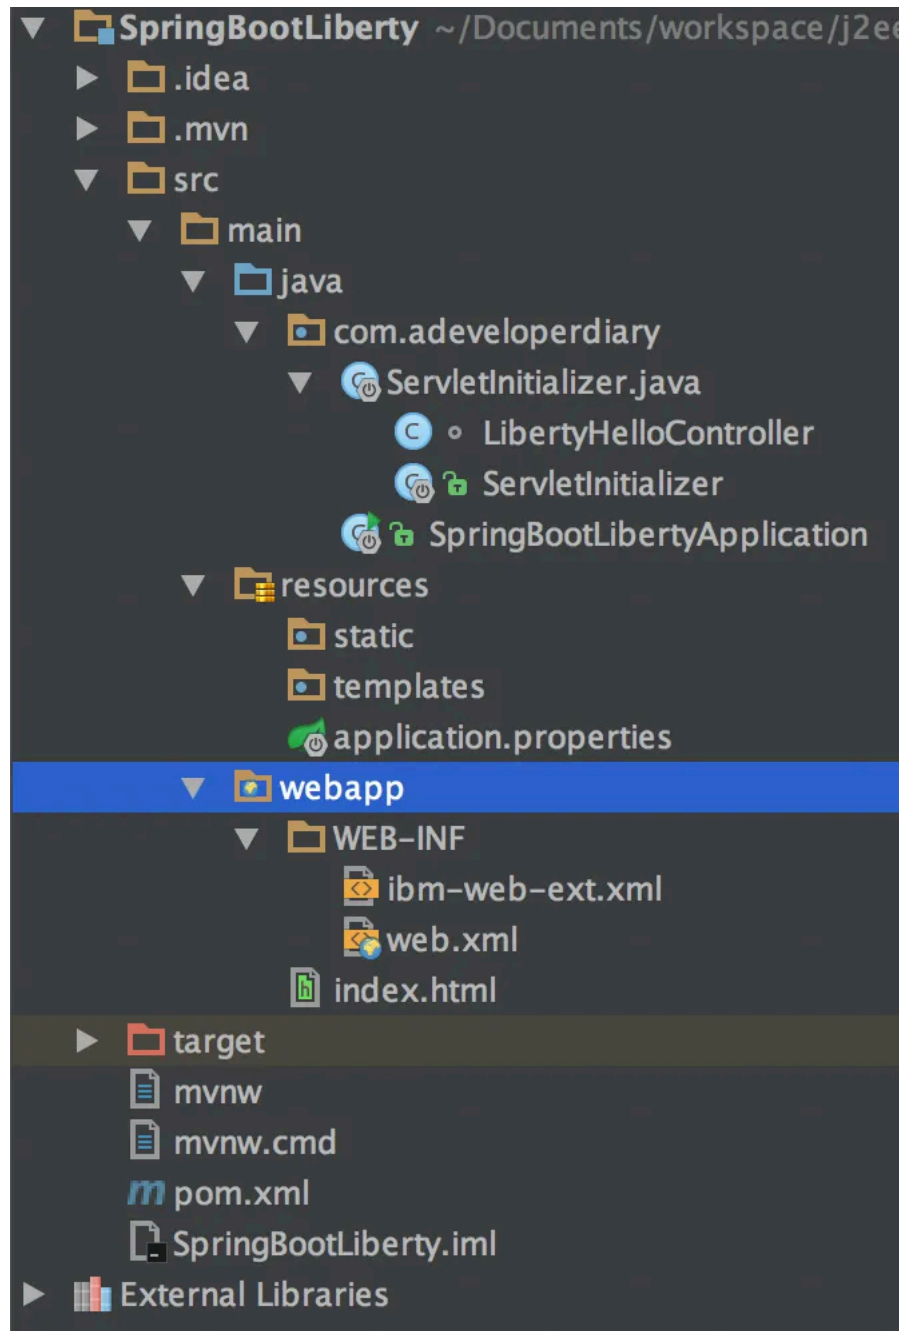 SpringBootLiberty ~/Documents/workspace/j2ee
.idea
.mvn
src
main
java
com.adeveloperdiary
ServletInitializer.java
LibertyHelloController
ServletInitializer
SpringBootLibertyApplication
resources
static
templates
application.properties
webapp
WEB-INF
ibm-web-ext.xml
web.xml
index.html
target
mvnw
mvnw.cmd
pom.xml
SpringBootLiberty.iml
External Libraries